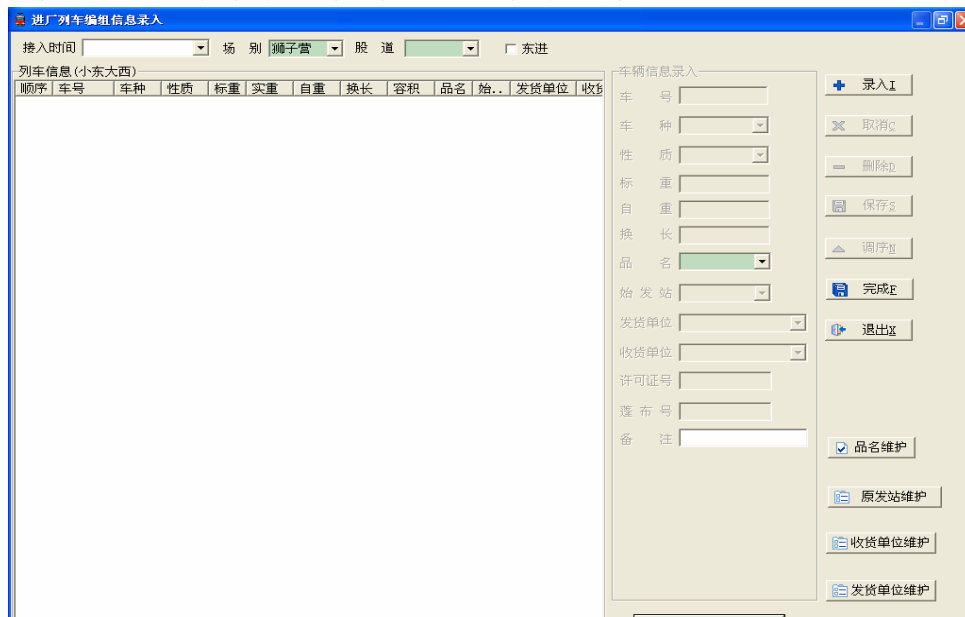 进厂列车编组信息录入
接入时间 场 别 狮子营 股 道 东进
列车信息(小东大西)
顺序 车号 车种 性质 标重 实重 自重 换长 容积 品名 始.. 发货单位
车辆信息录入
车 号
车 种
性 质
标 重
自 重
换 长
品 名
始 发 站
发货单位
收货单位
许可证号
蓬 布 号
备 注
录入I
取消C
删除D
保存S
调序N
完成F
退出X
品名维护
原发站维护
收货单位维护
发货单位维护